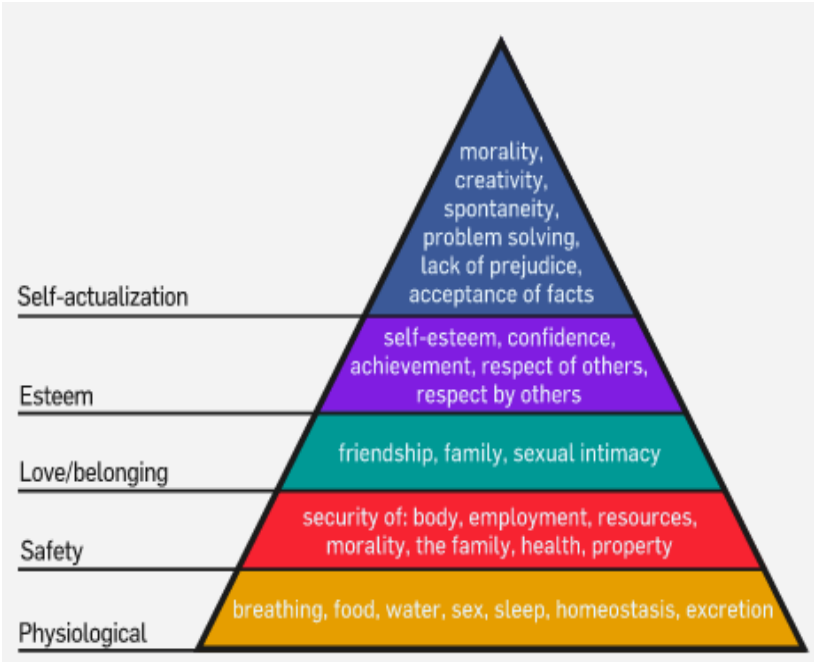 morality,
creativity,
spontaneity,
problem solving,
lack of prejudice,
acceptance of facts
Self-actualization
self-esteem, confidence,
achievement, respect of others,
respect by others
Esteem
friendship, family, sexual intimacy
Love/belonging
security of: body, employment, resources,
morality, the family, health, property
Safety
breathing, food, water, sex, sleep, homeostasis, excretion
Physiological